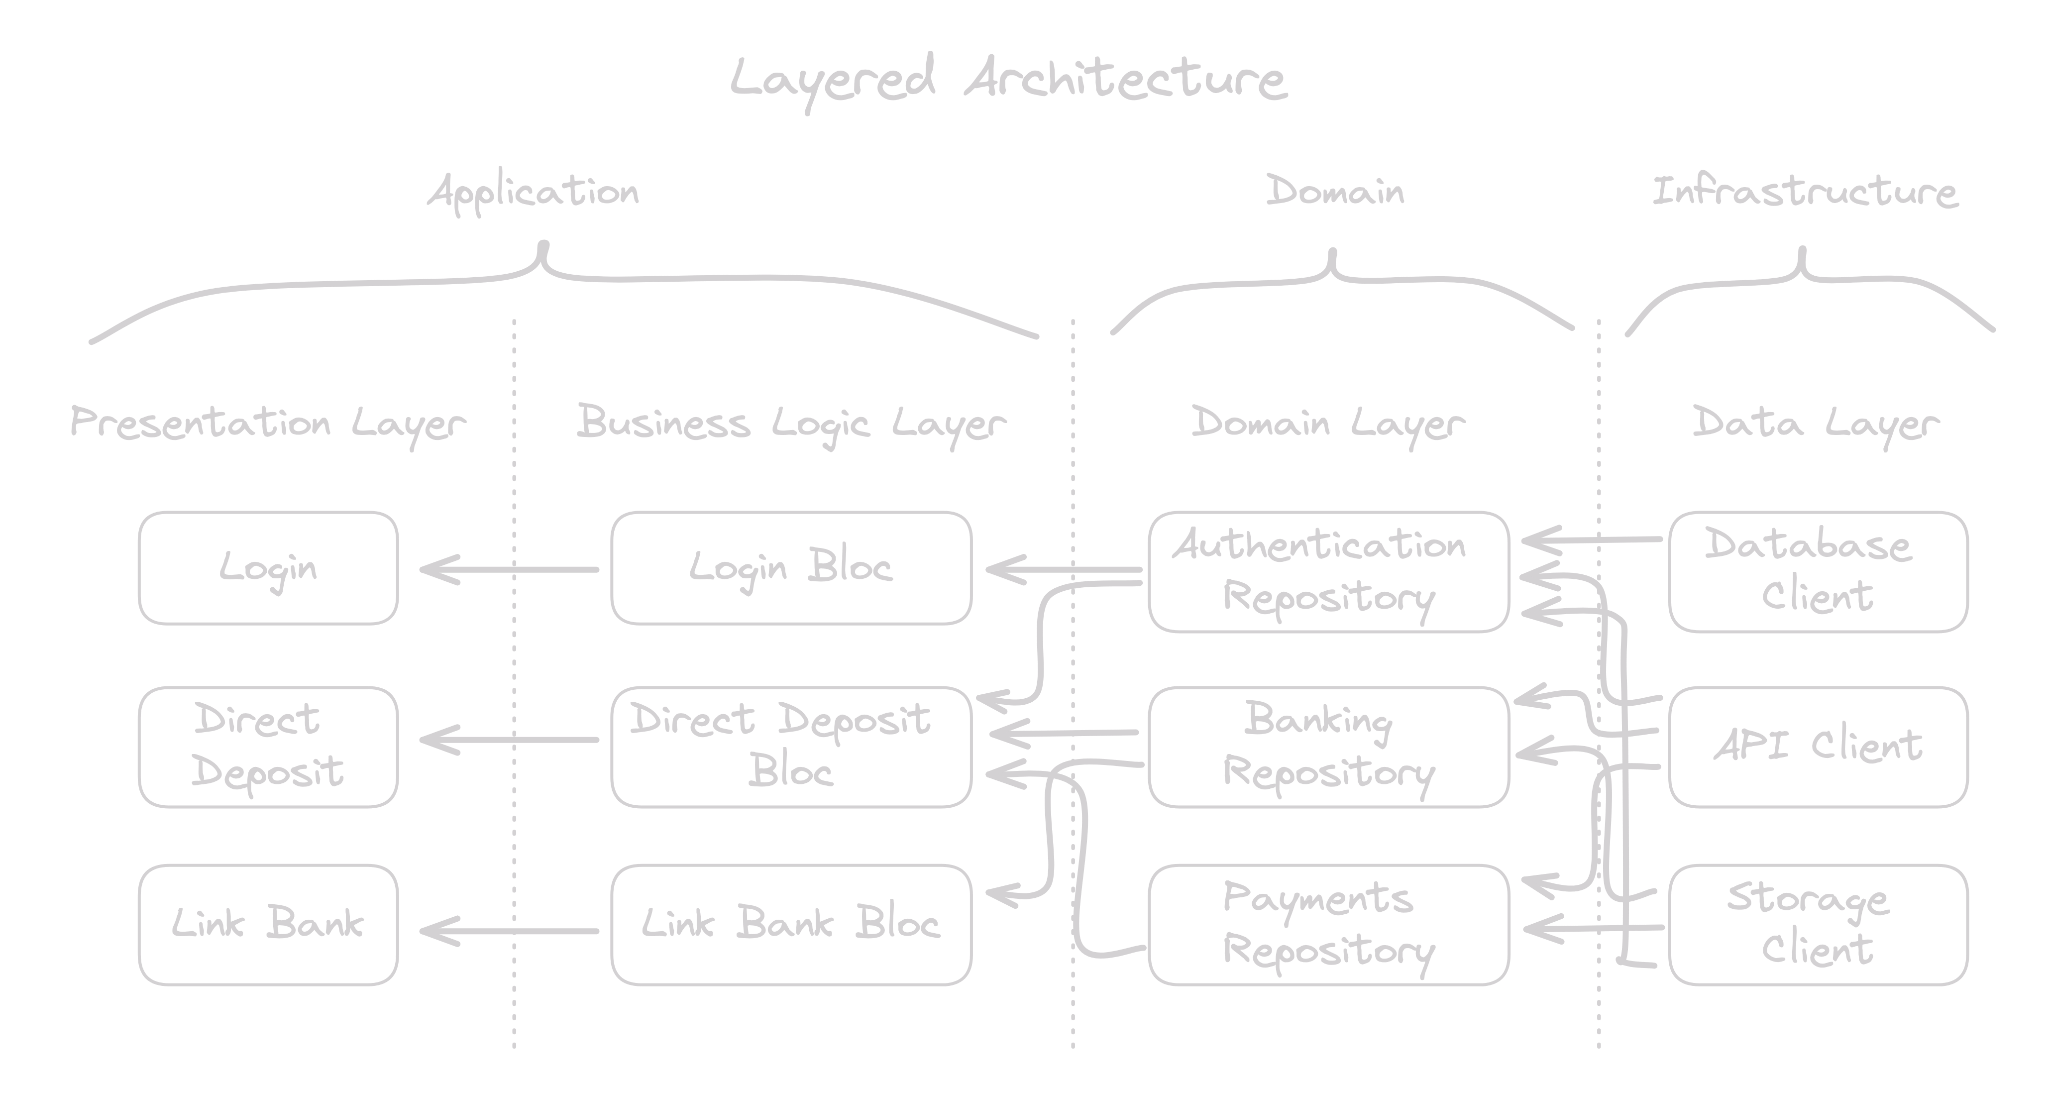 Layered Architecture
Application
Domain
Infrastructure
Presentation Layer
Business Logic Layer
Domain Layer
Data Layer
Login
Login Bloc
Authentication
Repository
Database
Client
Direct
Deposit
Direct Deposit
Bloc
Banking
Repository
API Client
Link Bank
Link Bank Bloc
Payments
Repository
Storage
Client